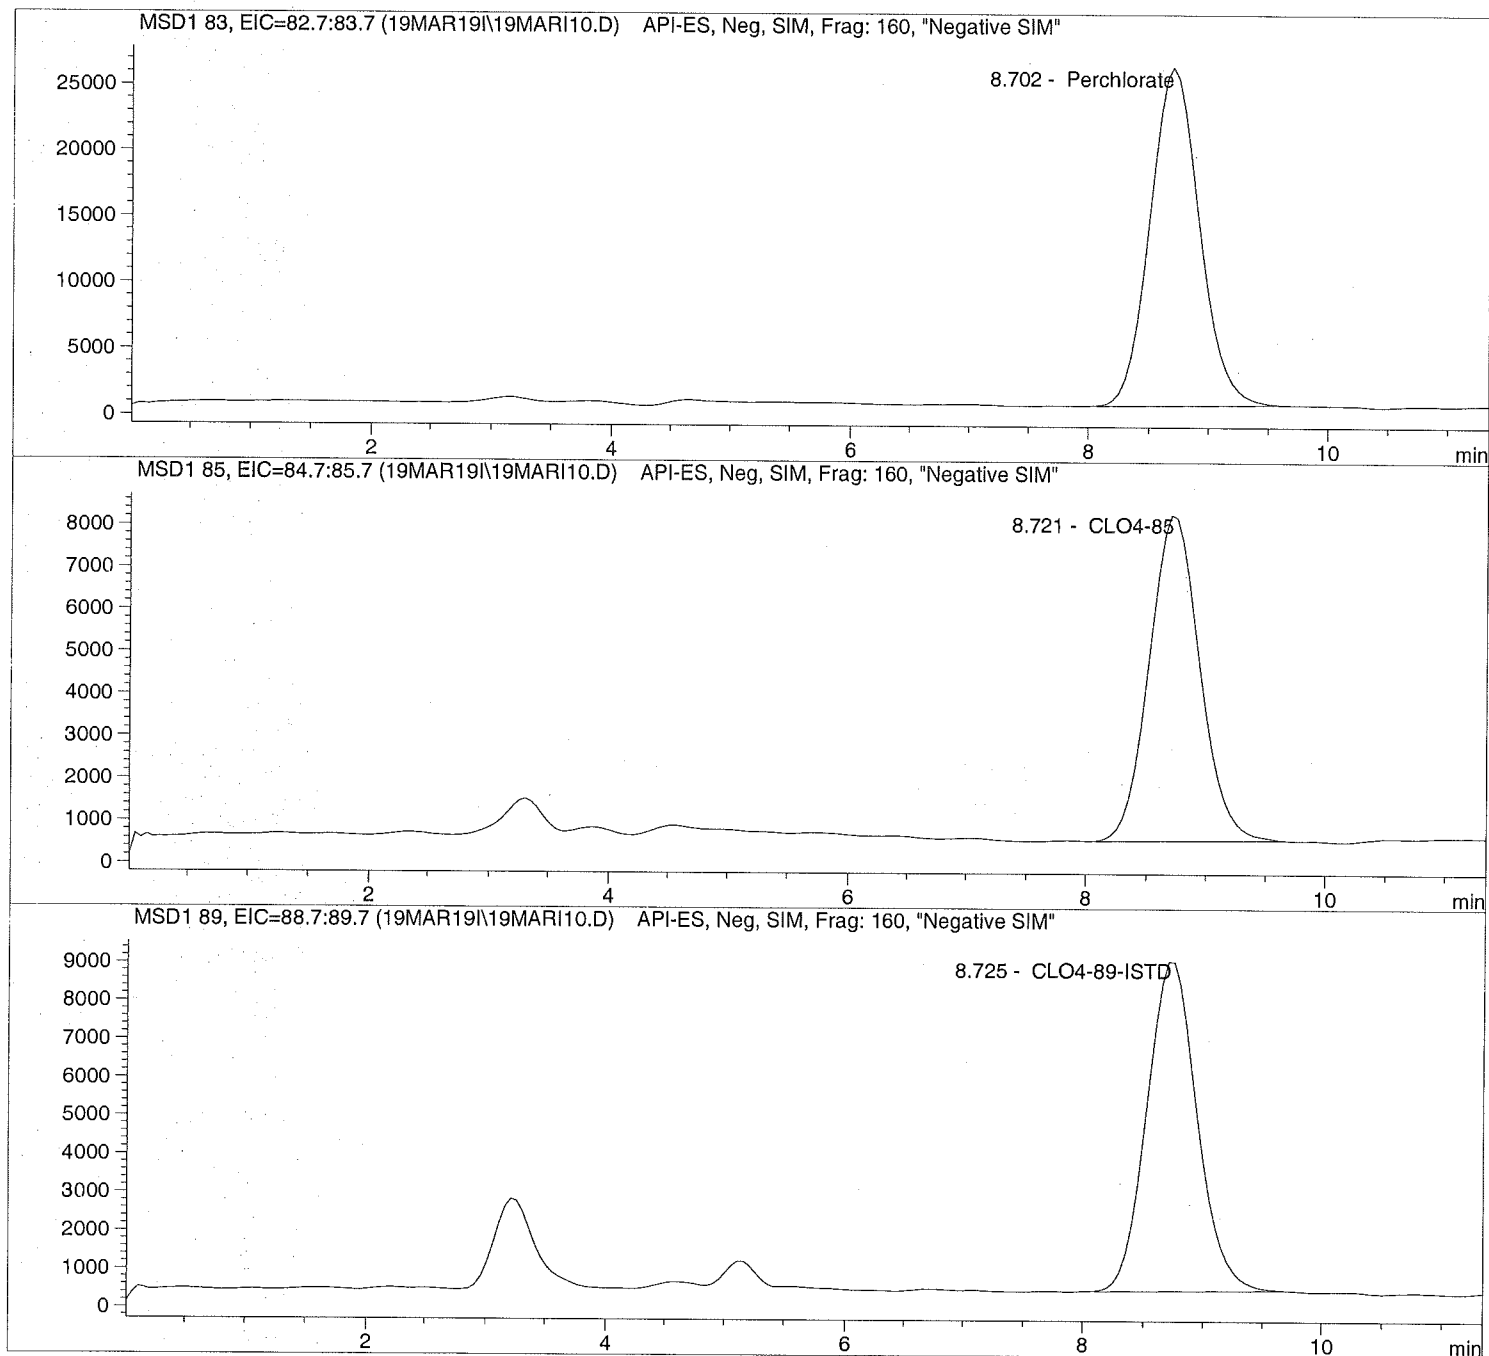 MSD1 83, EIC=82.7:83.7 (19MAR19I\19MARI10.D) API-ES, Neg, SIM, Frag: 160, "Negative SIM"
8.702 - Perchlorate
25000
20000
15000
10000
5000
0
2 4 6 8 10 min
MSD1 85, EIC=84.7:85.7 (19MAR19I\19MARI10.D) API-ES, Neg, SIM, Frag: 160, "Negative SIM"
8.721 - CLO4-85
8000
7000
6000
5000
4000
3000
2000
1000
0
2 4 6 8 10 min
MSD1 89, EIC=88.7:89.7 (19MAR19I\19MARI10.D) API-ES, Neg, SIM, Frag: 160, "Negative SIM"
8.725 - CLO4-89-ISTD
9000
8000
7000
6000
5000
4000
3000
2000
1000
0
2 4 6 8 10 min